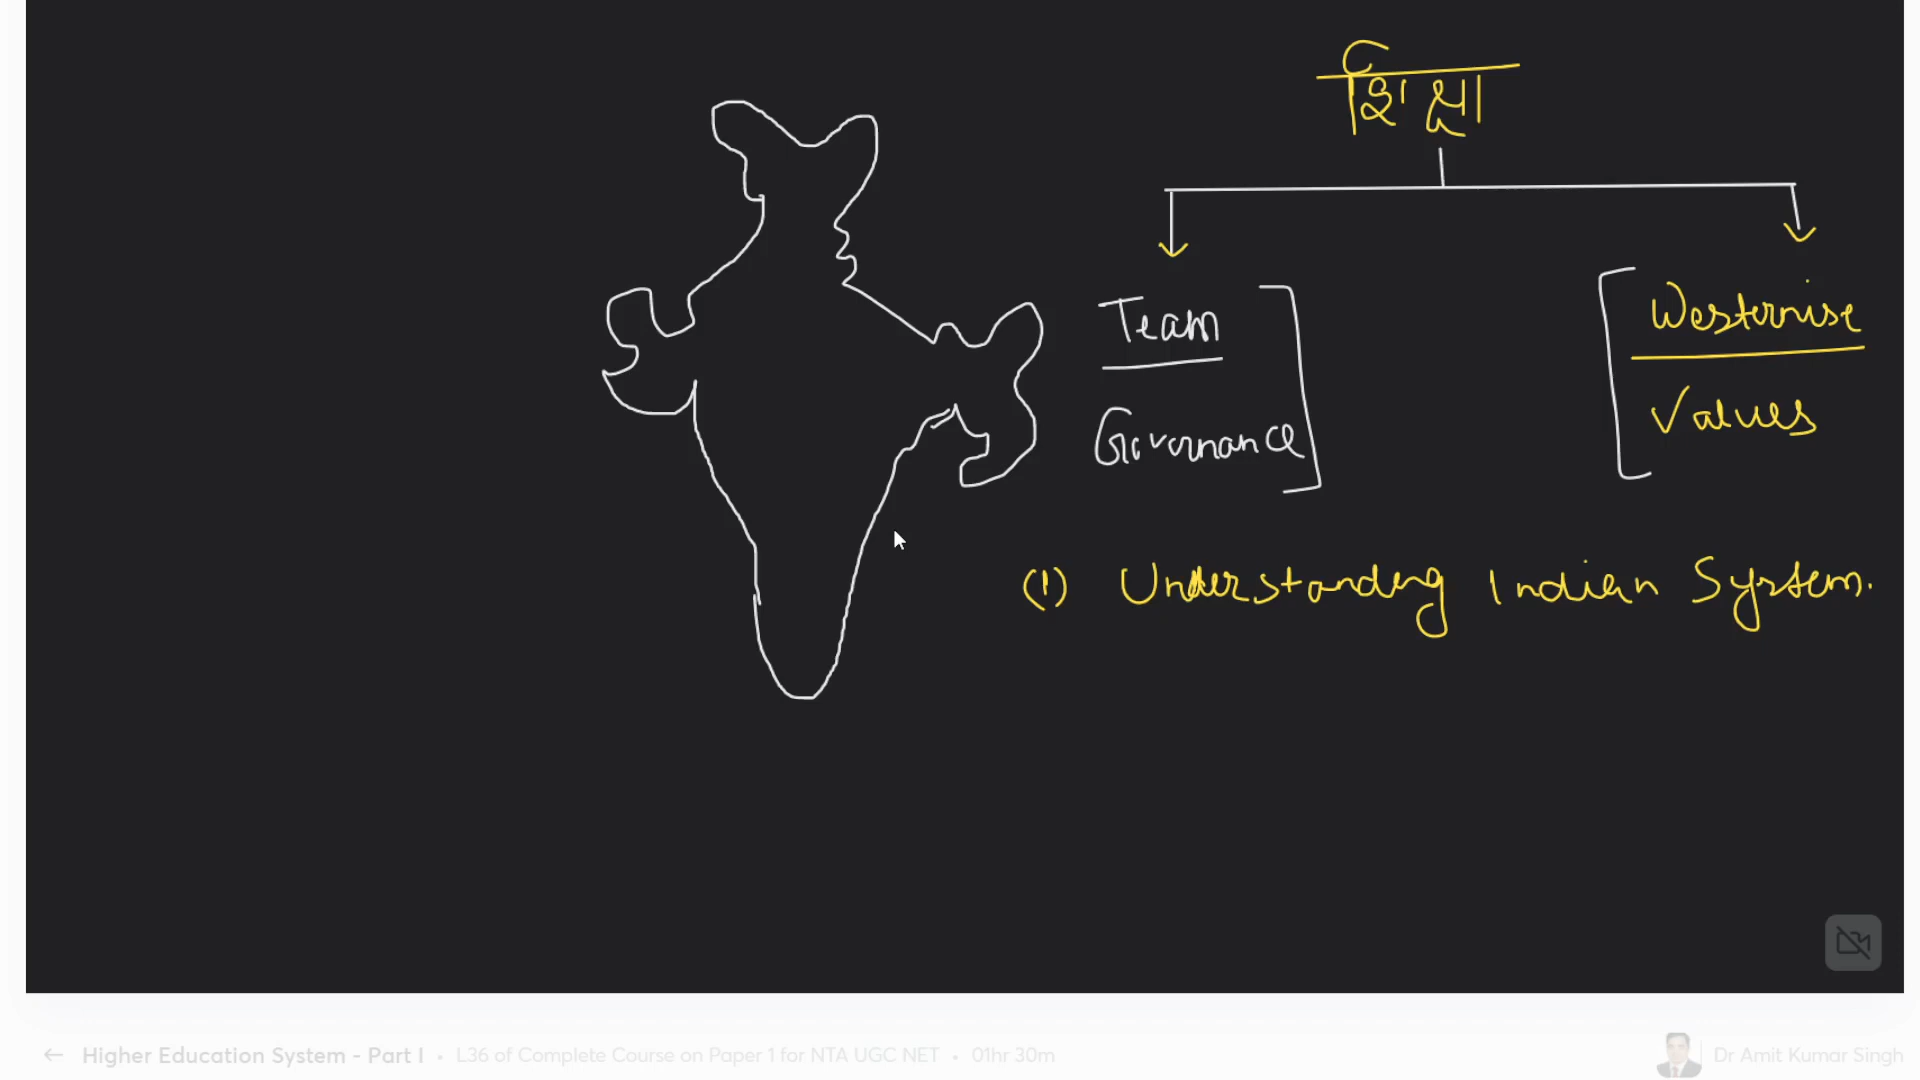 शिक्षा
Team
Governance
Westernise
Values
(1) Understanding Indian System.
Higher Education System - Part I • L36 of Complete Course on Paper 1 for NTA UGC NET • 01hr 30m
Dr Amit Kumar Singh